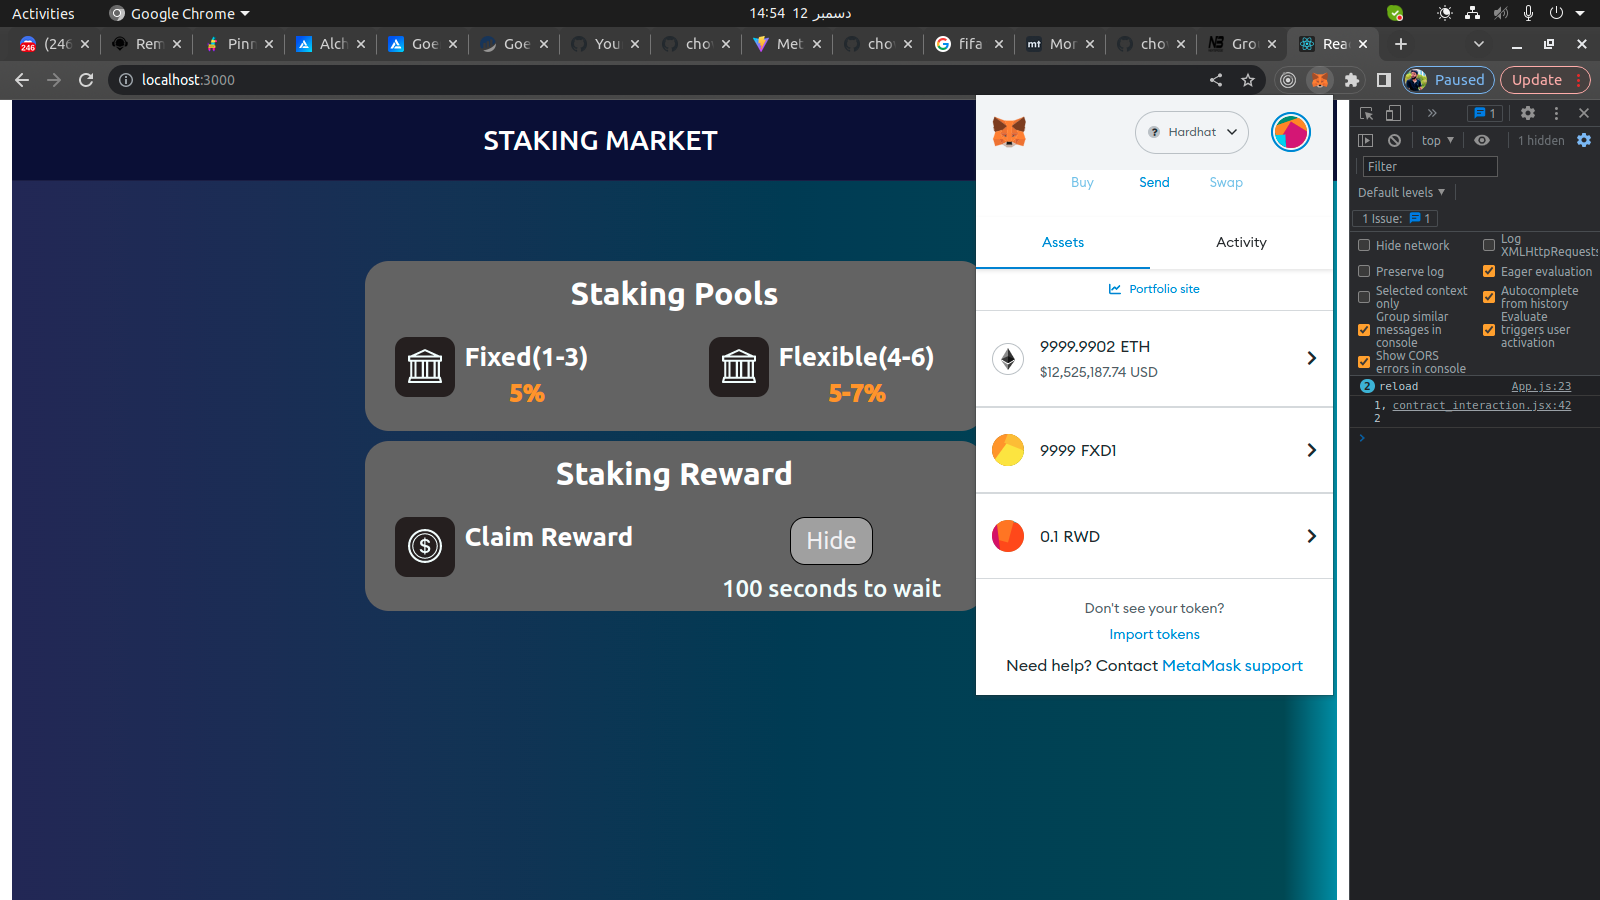 Activities Google Chrome 14:54 12 دسمبر
246 (246 Rem Pinn Alch Goe Goe You cho Met cho fifa mt Mor cho Gro Rea
localhost:3000 Paused Update
STAKING MARKET
Hardhat
Buy Send Swap
Assets Activity
Portfolio site
9999.9902 ETH
$12,525,187.74 USD
9999 FXD1
0.1 RWD
Don't see your token?
Import tokens
Need help? Contact MetaMask support
Staking Pools
Fixed(1-3) Flexible(4-6)
5% 5-7%
Staking Reward
Claim Reward Hide
100 seconds to wait
1
top 1 hidden
Filter
Default levels
1 Issue: 1
Hide network
Log XMLHttpRequests
Preserve log
Eager evaluation
Selected context
only
Autocomplete
from history
Group similar
messages in
console
Evaluate
triggers user
activation
Show CORS
errors in console
2 reload App.js:23
1, contract_interaction.jsx:42
2